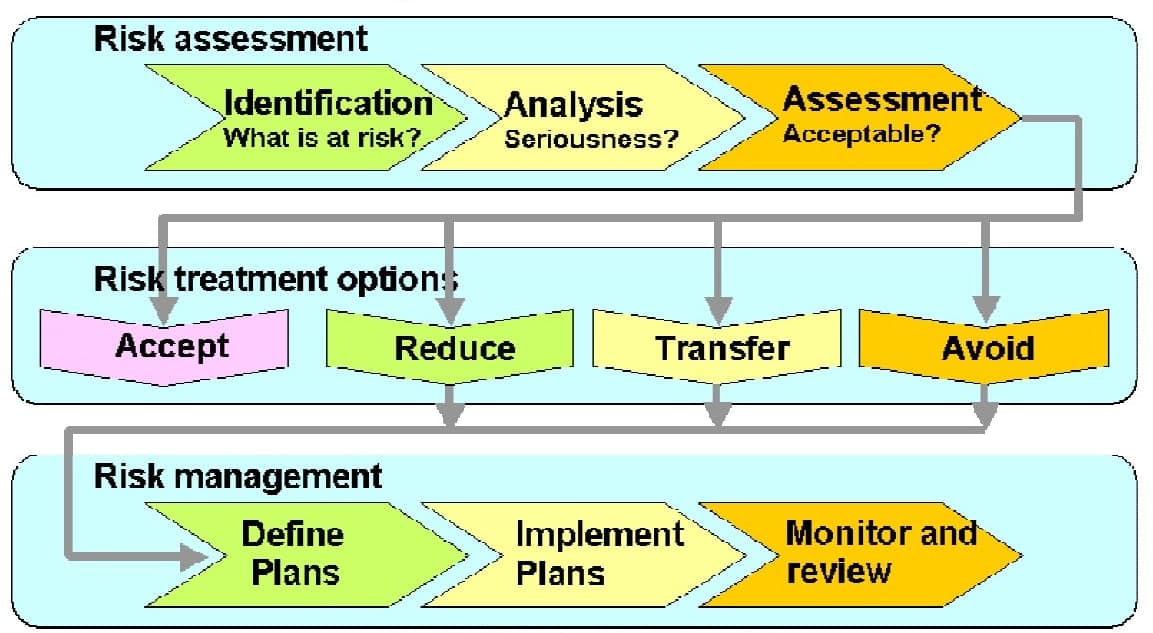 Risk assessment
Identification
What is at risk?
Analysis
Seriousness?
Assessment
Acceptable?
Risk treatment options
Accept
Reduce
Transfer
Avoid
Risk management
Define
Plans
Implement
Plans
Monitor and
review